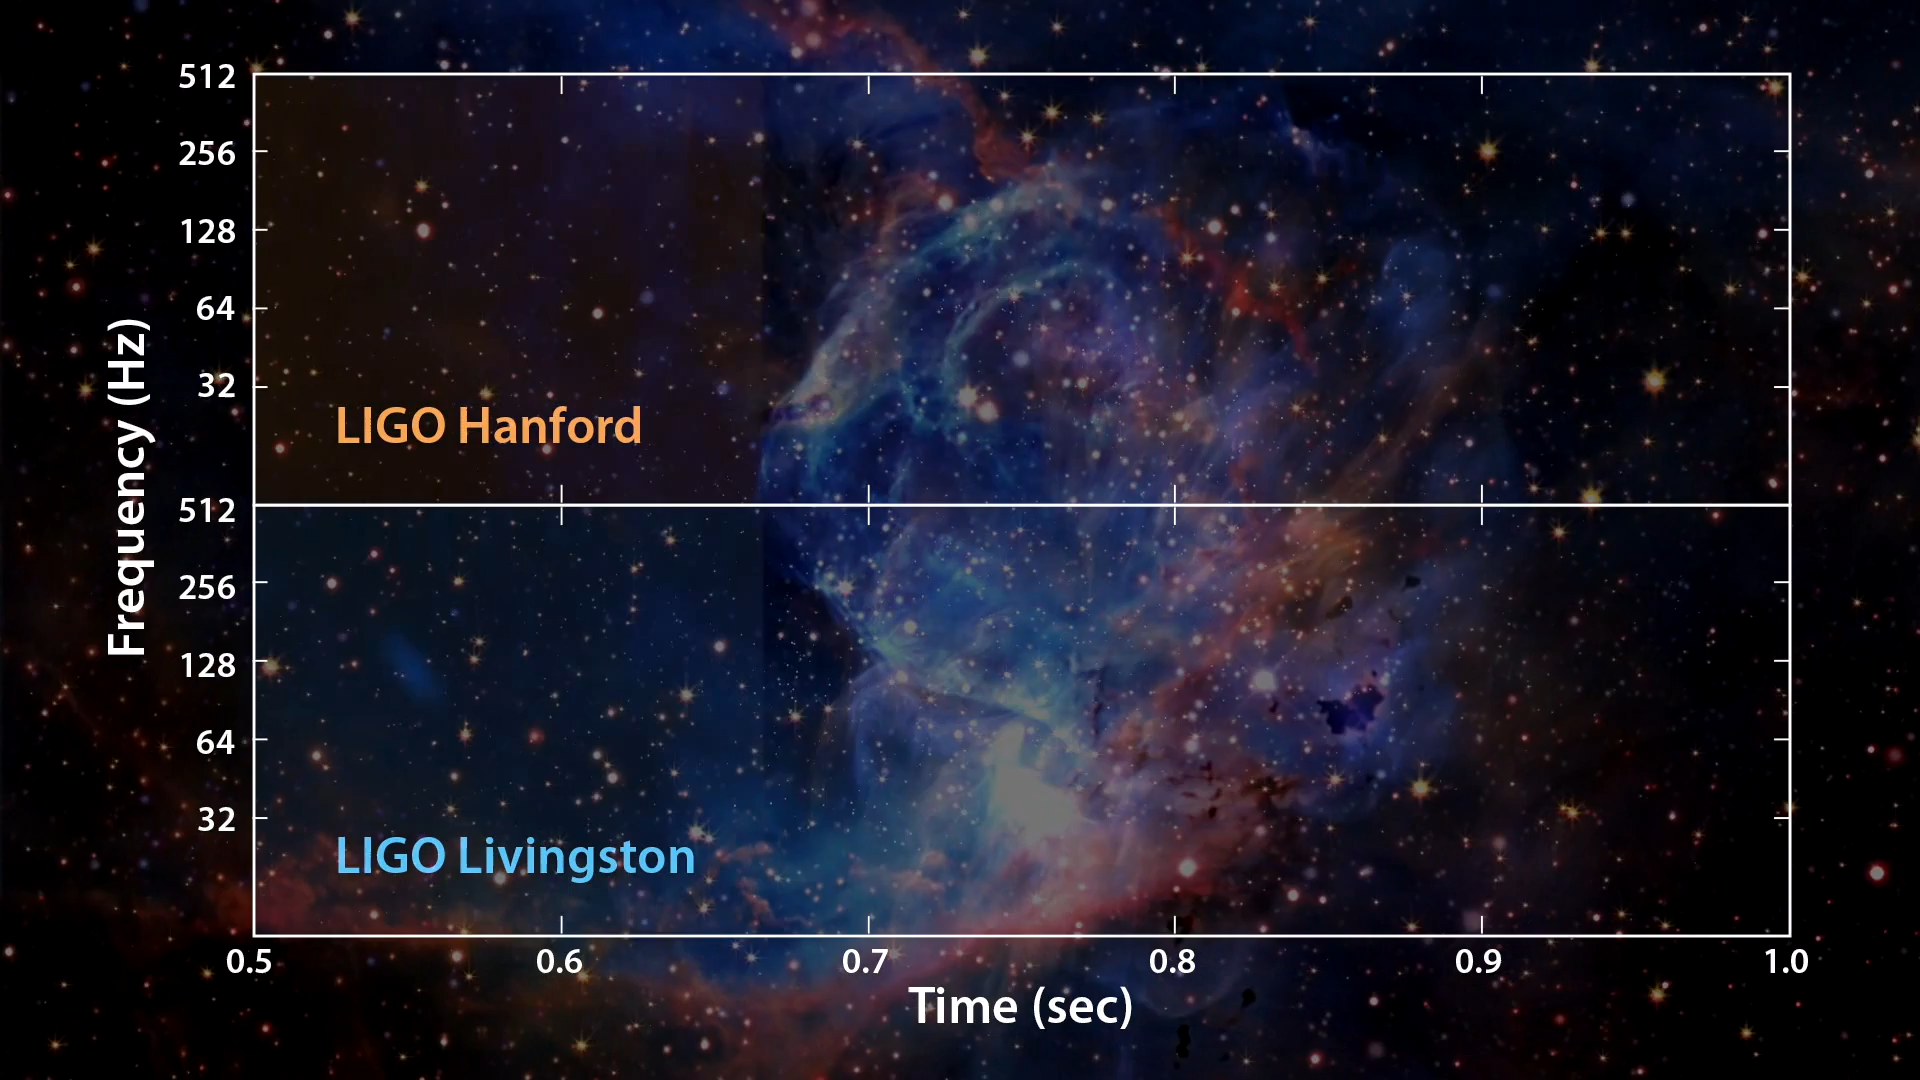 512
256
128
64
32
LIGO Hanford
512
256
128
64
32
LIGO Livingston
Frequency (Hz)
0.5 0.6 0.7 0.8 0.9 1.0
Time (sec)